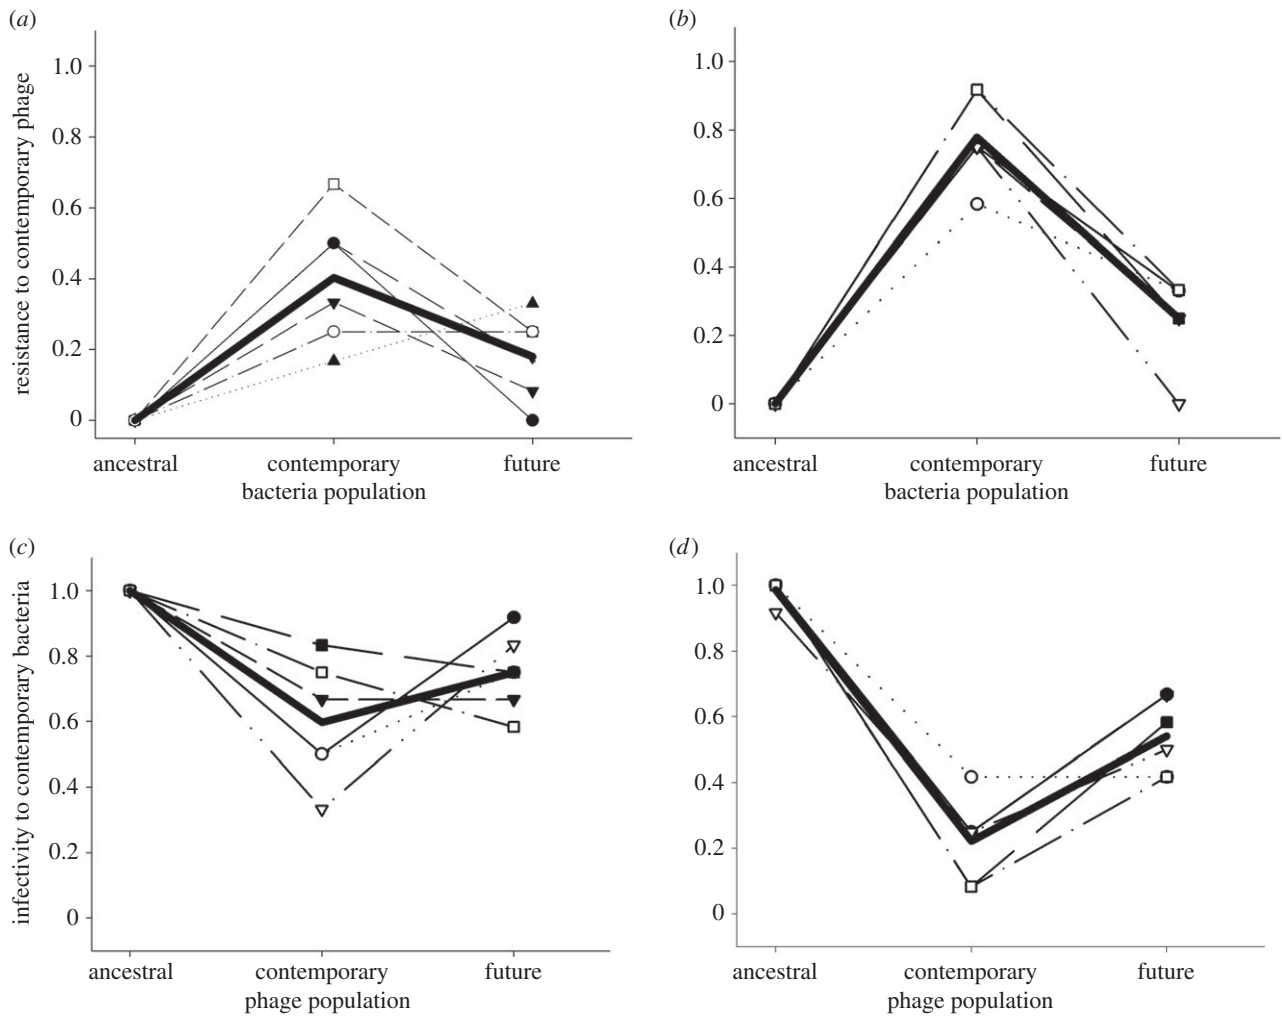 (a)
resistance to contemporary phage
1.0
0.8
0.6
0.4
0.2
0
ancestral contemporary future
bacteria population
(b)
1.0
0.8
0.6
0.4
0.2
0
ancestral contemporary future
bacteria population
(c)
infectivity to contemporary bacteria
1.0
0.8
0.6
0.4
0.2
0
ancestral contemporary future
phage population
(d)
1.0
0.8
0.6
0.4
0.2
0
ancestral contemporary future
phage population